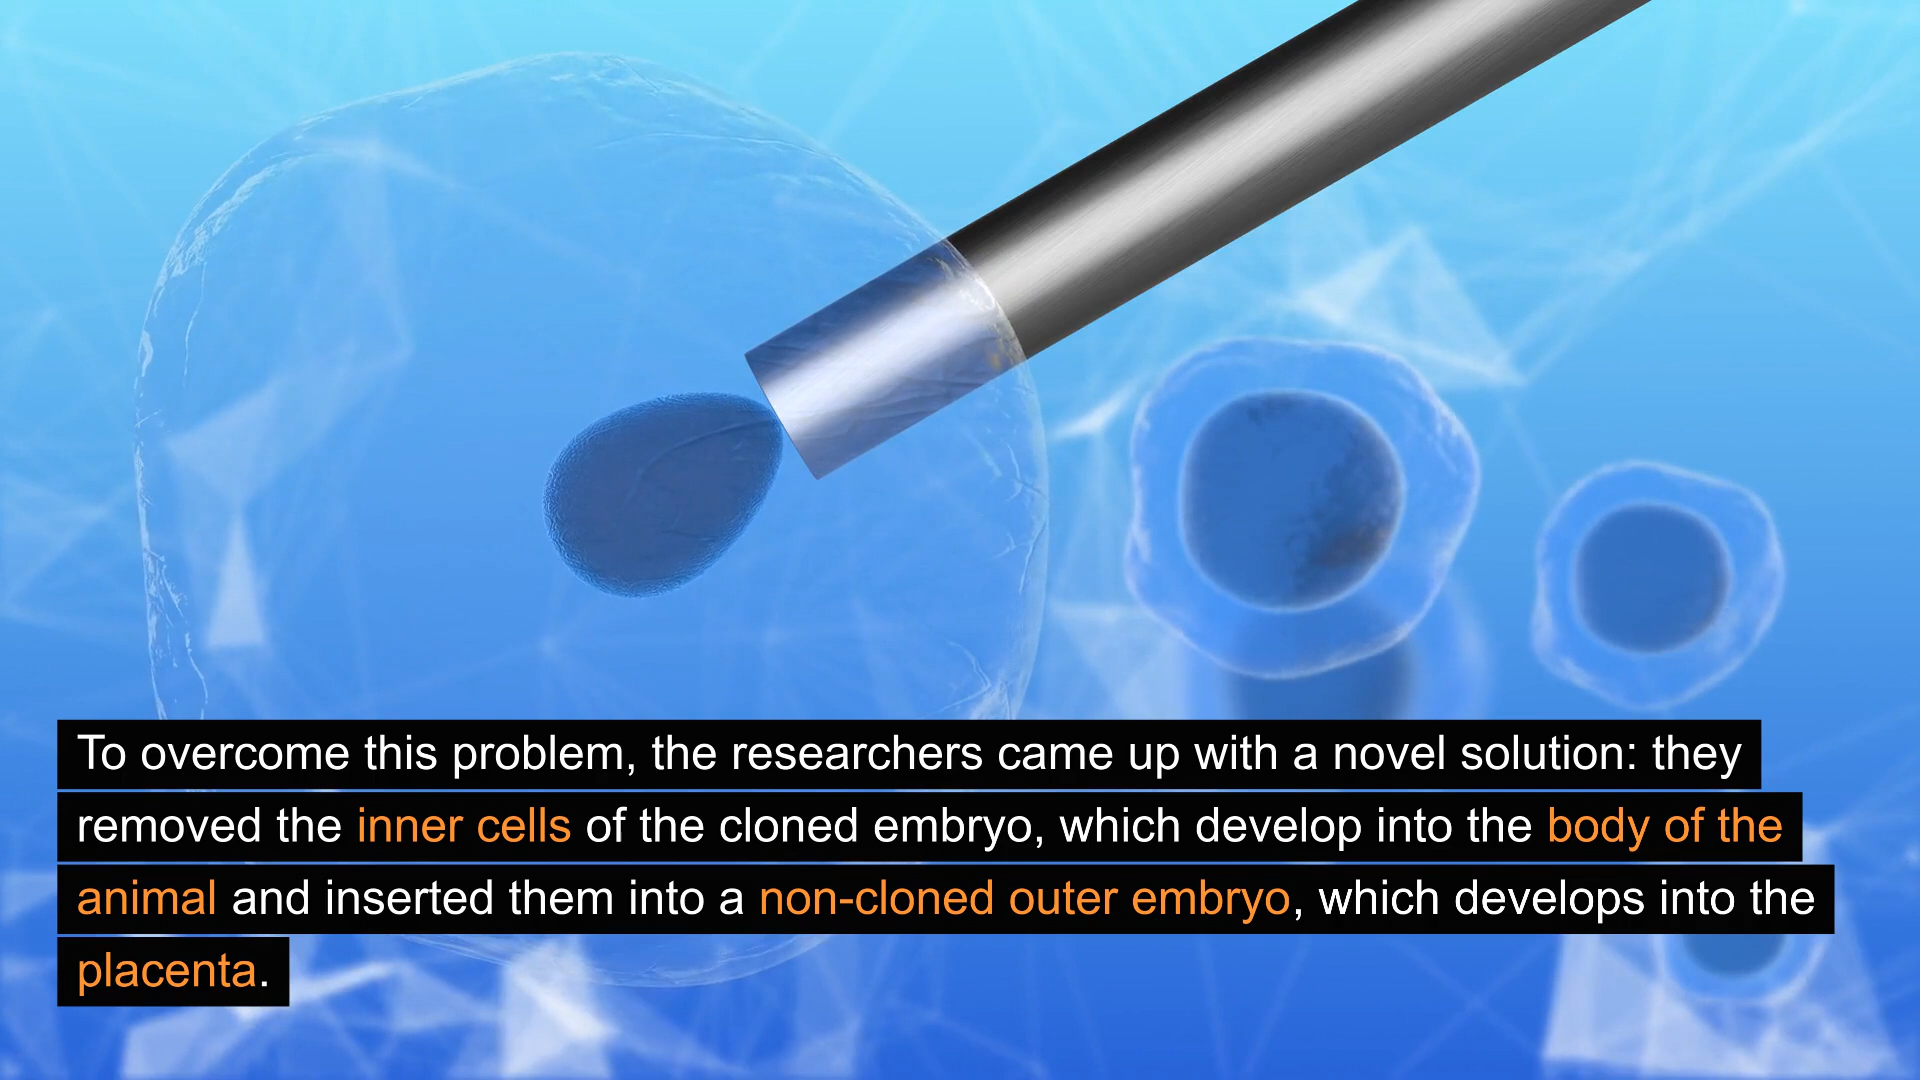 To overcome this problem, the researchers came up with a novel solution: they
removed the inner cells of the cloned embryo, which develop into the body of the
animal and inserted them into a non-cloned outer embryo, which develops into the
placenta.